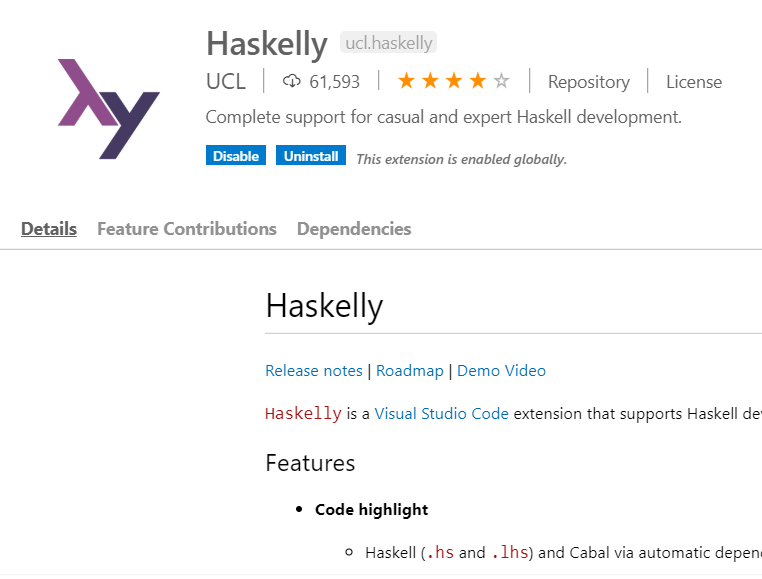 Haskelly ucl.haskelly
UCL 61,593 Repository License
Complete support for casual and expert Haskell development.
Disable Uninstall This extension is enabled globally.
Details Feature Contributions Dependencies
Haskelly
Release notes | Roadmap | Demo Video
Haskelly is a Visual Studio Code extension that supports Haskell de
Features
• Code highlight
◦ Haskell (.hs and .lhs) and Cabal via automatic depen